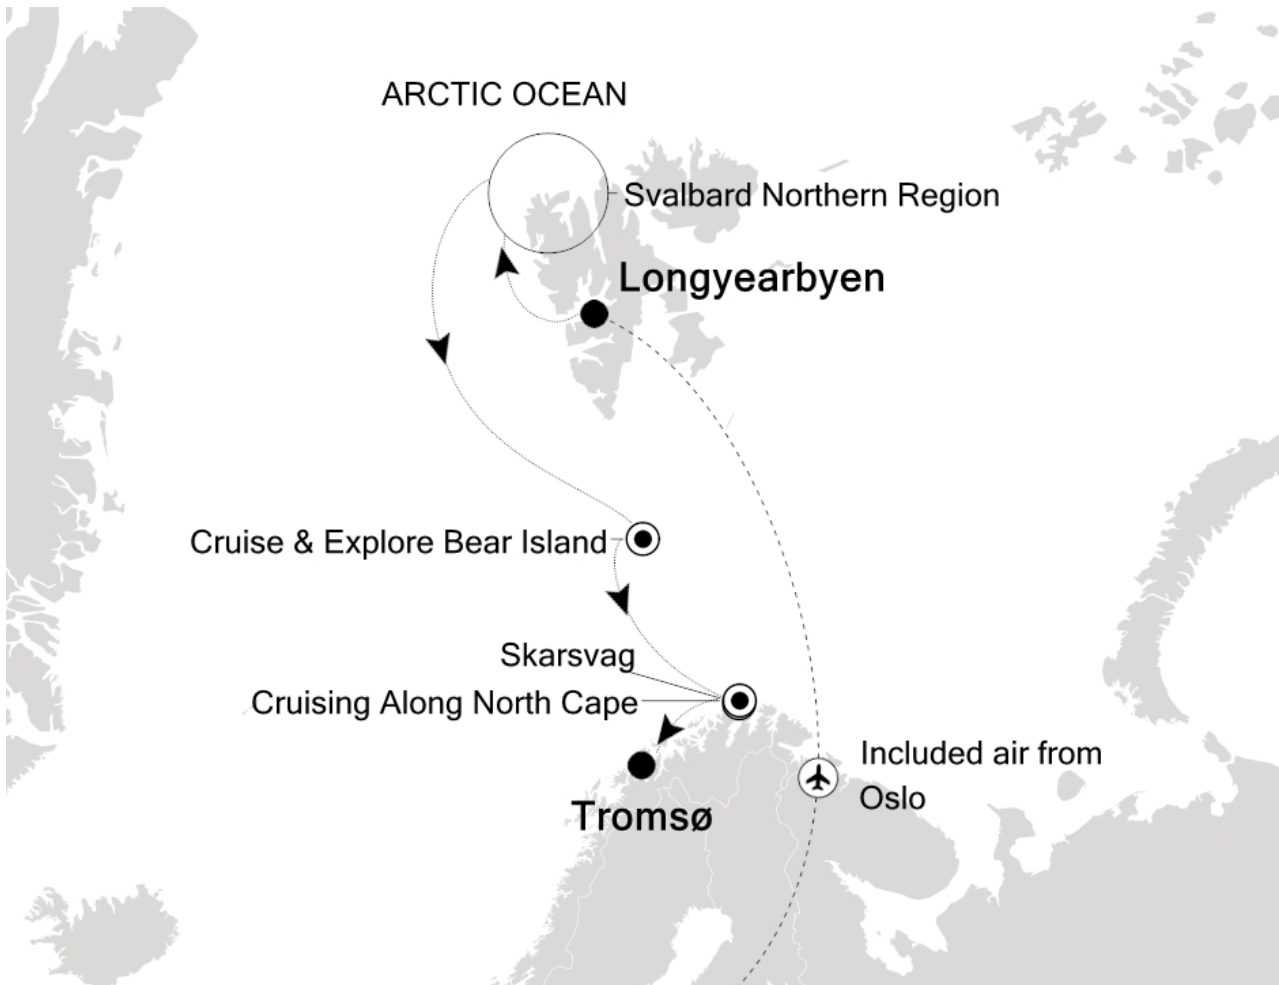 ARCTIC OCEAN
Svalbard Northern Region
Longyearbyen
Cruise & Explore Bear Island
Skarsvag
Cruising Along North Cape
Included air from
Oslo
Tromsø